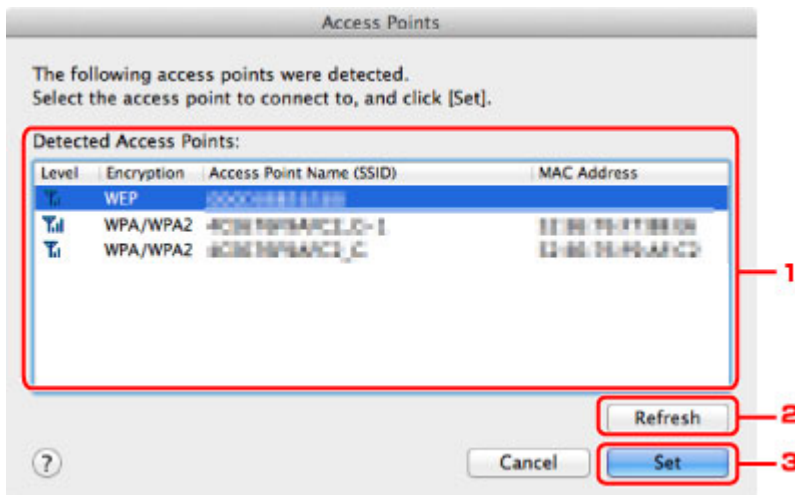 Access Points
The following access points were detected.
Select the access point to connect to, and click [Set].
Detected Access Points:
Level Encryption Access Point Name (SSID) MAC Address
WEP
WPA/WPA2
WPA/WPA2
1
Refresh 2
? Cancel Set 3